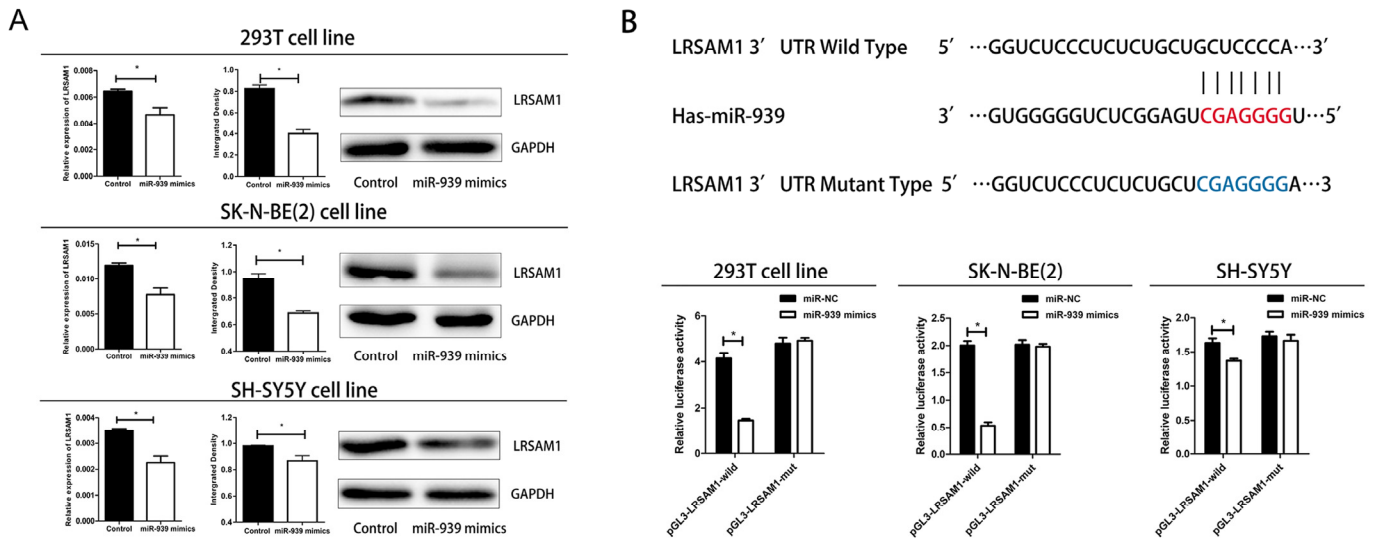 A
293T cell line
Relative expression of LRSAM1
0.008
0.006
0.004
0.002
0.000
*
Control
miR-939 mimics
Intergrated Density
1.0
0.8
0.6
0.4
0.2
0.0
*
Control
miR-939 mimics
LRSAM1
GAPDH
Control
miR-939 mimics
SK-N-BE(2) cell line
Relative expression of LRSAM1
0.015
0.010
0.005
0.000
*
Control
miR-939 mimics
Intergrated Density
1.2
1.0
0.8
0.6
0.4
*
Control
miR-939 mimics
LRSAM1
GAPDH
Control
miR-939 mimics
SH-SY5Y cell line
Relative expression of LRSAM1
0.004
0.003
0.002
0.001
0.000
*
Control
miR-939 mimics
Intergrated Density
1.2
1.0
0.8
0.6
0.4
*
Control
miR-939 mimics
LRSAM1
GAPDH
Control
miR-939 mimics
B
LRSAM1 3′ UTR Wild Type 5′ ···GGUCUCCCUCUCUGCUGCUCCCCA···3′
Has-miR-939 3′ ···GUGGGGGUCUCGGAGUCGAGGGGU···5′
LRSAM1 3′ UTR Mutant Type 5′ ···GGUCUCCCUCUCUGCUCGAGGGGA···3
293T cell line
miR-NC
miR-939 mimics
Relative luciferase activity
6
4
2
0
*
pGL3-LRSAM1-wild
pGL3-LRSAM1-mut
SK-N-BE(2)
miR-NC
miR-939 mimics
Relative luciferase activity
2.5
2.0
1.5
1.0
0.5
0.0
*
pGL3-LRSAM1-wild
pGL3-LRSAM1-mut
SH-SY5Y
miR-NC
miR-939 mimics
Relative luciferase activity
2.0
1.5
1.0
0.5
0.0
*
pGL3-LRSAM1-wild
pGL3-LRSAM1-mut